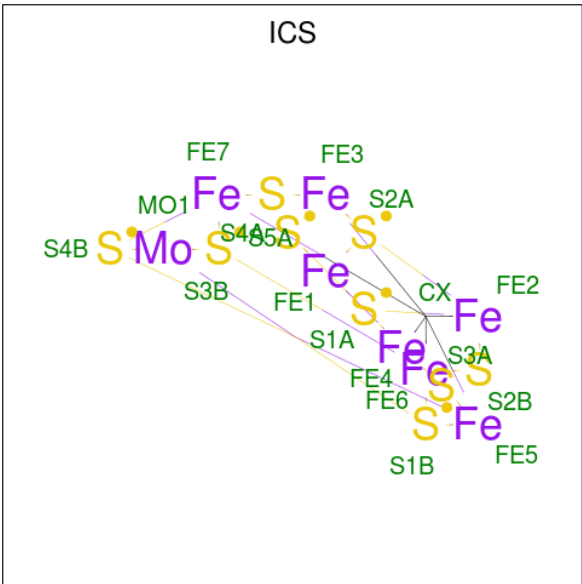 ICS
FE7
FE3
Fe S Fe
S2A
MO1
S4A
S5A
S S
S4B
S Mo S
Fe
S3B
FE1
CX
FE2
S
Fe
S1A
Fe
S3A
FE4
Fe
S
FE6
S
S2B
S Fe
FE5
S1B